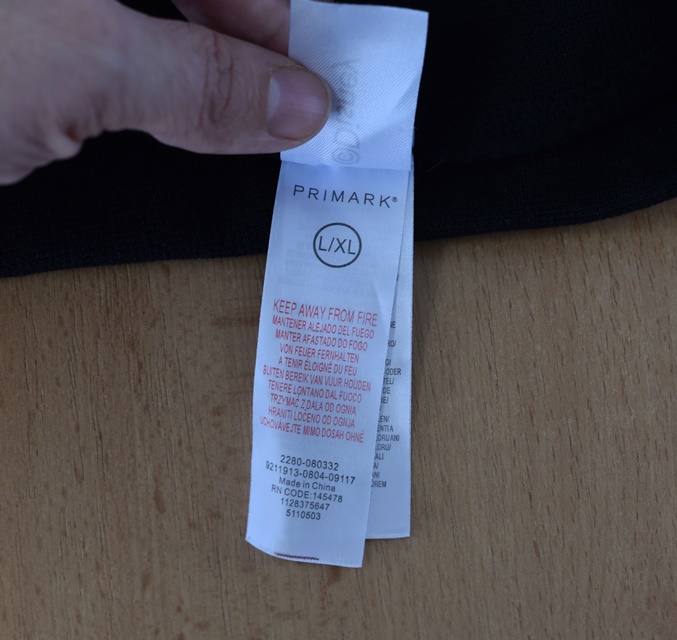 PRIMARK®
L/XL
KEEP AWAY FROM FIRE
MANTENER ALEJADO DEL FUEGO
MANTER AFASTADO DO FOGO
VON FEUER FERNHALTEN
A TENIR ÉLOIGNÉ DU FEU
BUITEN BEREIK VAN VUUR HOUDEN
TENERE LONTANO DAL FUOCO
TRZYMAĆ Z DALA OD OGNIA
HRANITI LOČENO OD OGNJA
UCHOVÁVEJTE MIMO DOSAH OHNĚ
2280-080332
9211913-0804-09117
Made in China
RN CODE:145478
1128375647
5110503